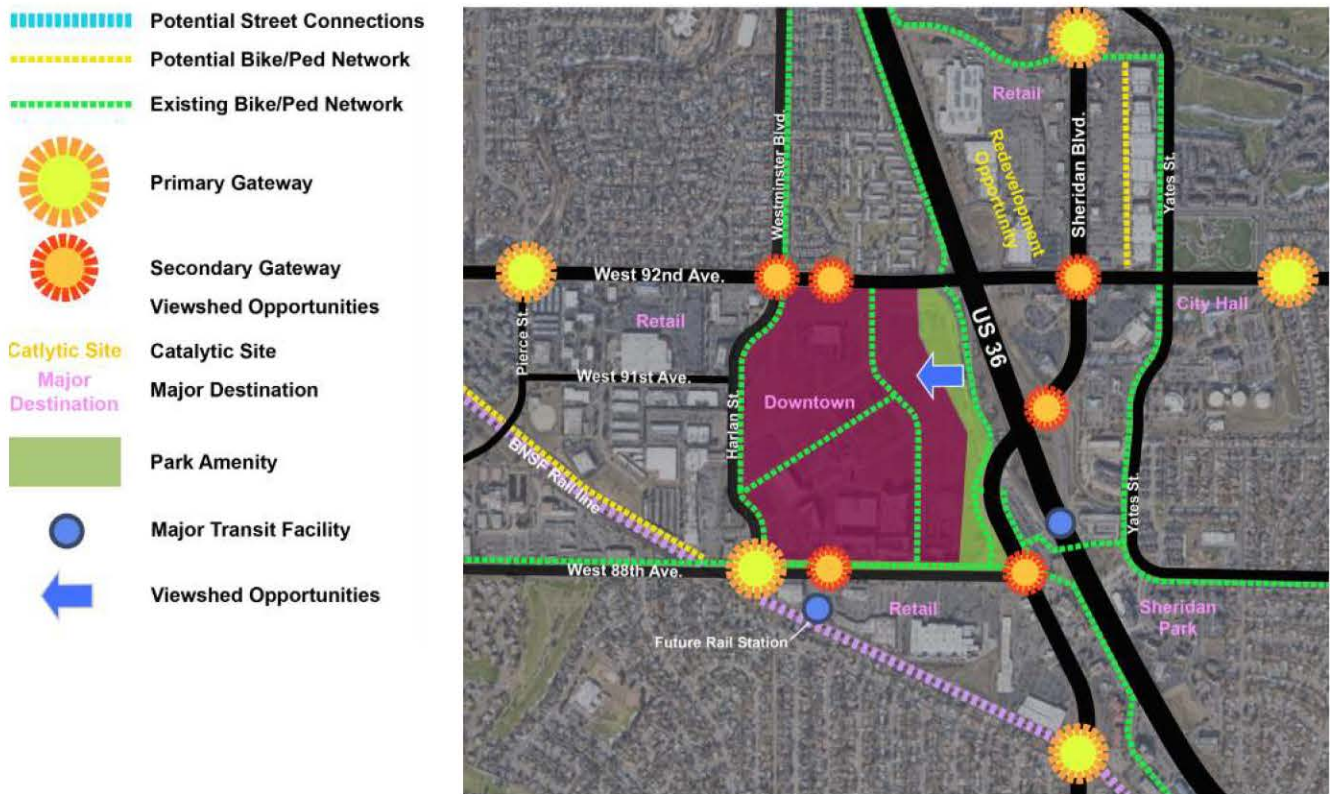 Potential Street Connections
Potential Bike/Ped Network
Existing Bike/Ped Network
Primary Gateway
Secondary Gateway
Viewshed Opportunities
Catlytic Site
Catalytic Site
Major
Destination
Major Destination
Park Amenity
Major Transit Facility
Viewshed Opportunities
Retail
Redevelopment
Opportunity
Westminster Blvd.
Sheridan Blvd.
Yates St.
West 92nd Ave.
US 36
City Hall
Pierce St.
Retail
West 91st Ave.
Harlan St.
Downtown
BNSF Rail line
Yates St.
West 88th Ave.
Retail
Sheridan
Park
Future Rail Station